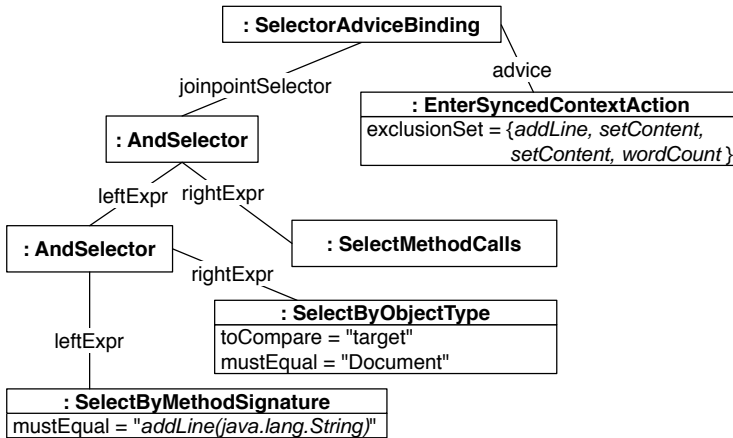 : SelectorAdviceBinding
joinpointSelector
advice
: EnterSyncedContextAction
exclusionSet = {addLine, setContent,
setContent, wordCount }
: AndSelector
leftExpr
rightExpr
: AndSelector
: SelectMethodCalls
rightExpr
: SelectByObjectType
toCompare = "target"
mustEqual = "Document"
leftExpr
: SelectByMethodSignature
mustEqual = "addLine(java.lang.String)"